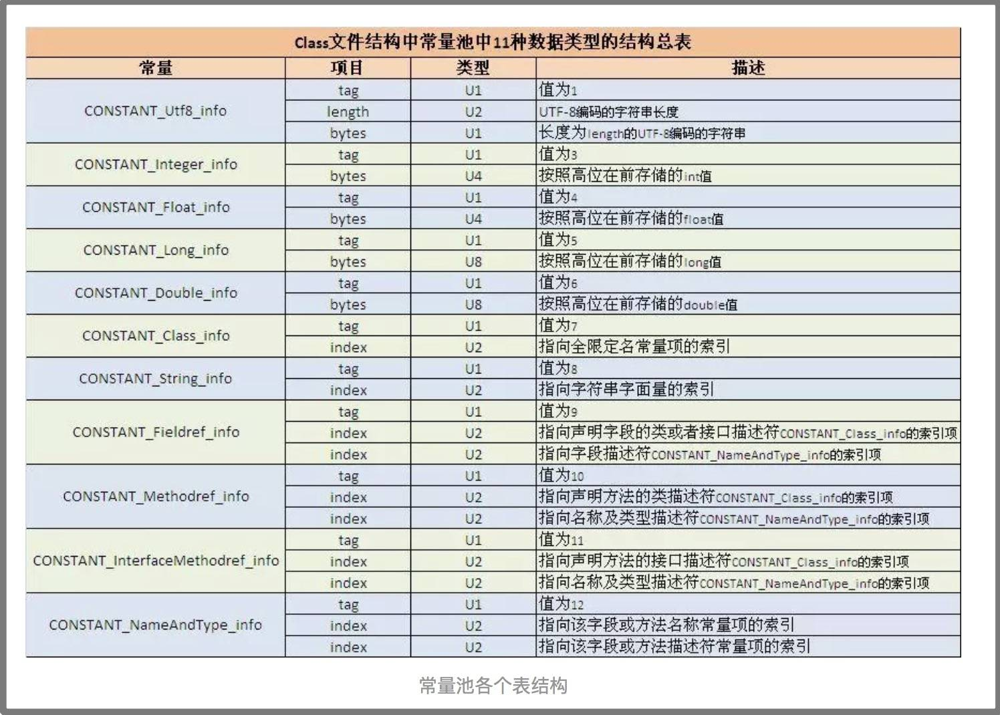 Class文件结构中常量池中11种数据类型的结构总表
常量 项目 类型 描述
CONSTANT_Utf8_info tag U1 值为1
length U2 UTF-8编码的字符串长度
bytes U1 长度为length的UTF-8编码的字符串
CONSTANT_Integer_info tag U1 值为3
bytes U4 按照高位在前存储的int值
CONSTANT_Float_info tag U1 值为4
bytes U4 按照高位在前存储的float值
CONSTANT_Long_info tag U1 值为5
bytes U8 按照高位在前存储的long值
CONSTANT_Double_info tag U1 值为6
bytes U8 按照高位在前存储的double值
CONSTANT_Class_info tag U1 值为7
index U2 指向全限定名常量项的索引
CONSTANT_String_info tag U1 值为8
index U2 指向字符串字面量的索引
CONSTANT_Fieldref_info tag U1 值为9
index U2 指向声明字段的类或者接口描述符CONSTANT_Class_info的索引项
index U2 指向字段描述符CONSTANT_NameAndType_info的索引项
CONSTANT_Methodref_info tag U1 值为10
index U2 指向声明方法的类描述符CONSTANT_Class_info的索引项
index U2 指向名称及类型描述符CONSTANT_NameAndType_info的索引项
CONSTANT_InterfaceMethodref_info tag U1 值为11
index U2 指向声明方法的接口描述符CONSTANT_Class_info的索引项
index U2 指向名称及类型描述符CONSTANT_NameAndType_info的索引项
CONSTANT_NameAndType_info tag U1 值为12
index U2 指向该字段或方法名称常量项的索引
index U2 指向该字段或方法描述符常量项的索引
常量池各个表结构